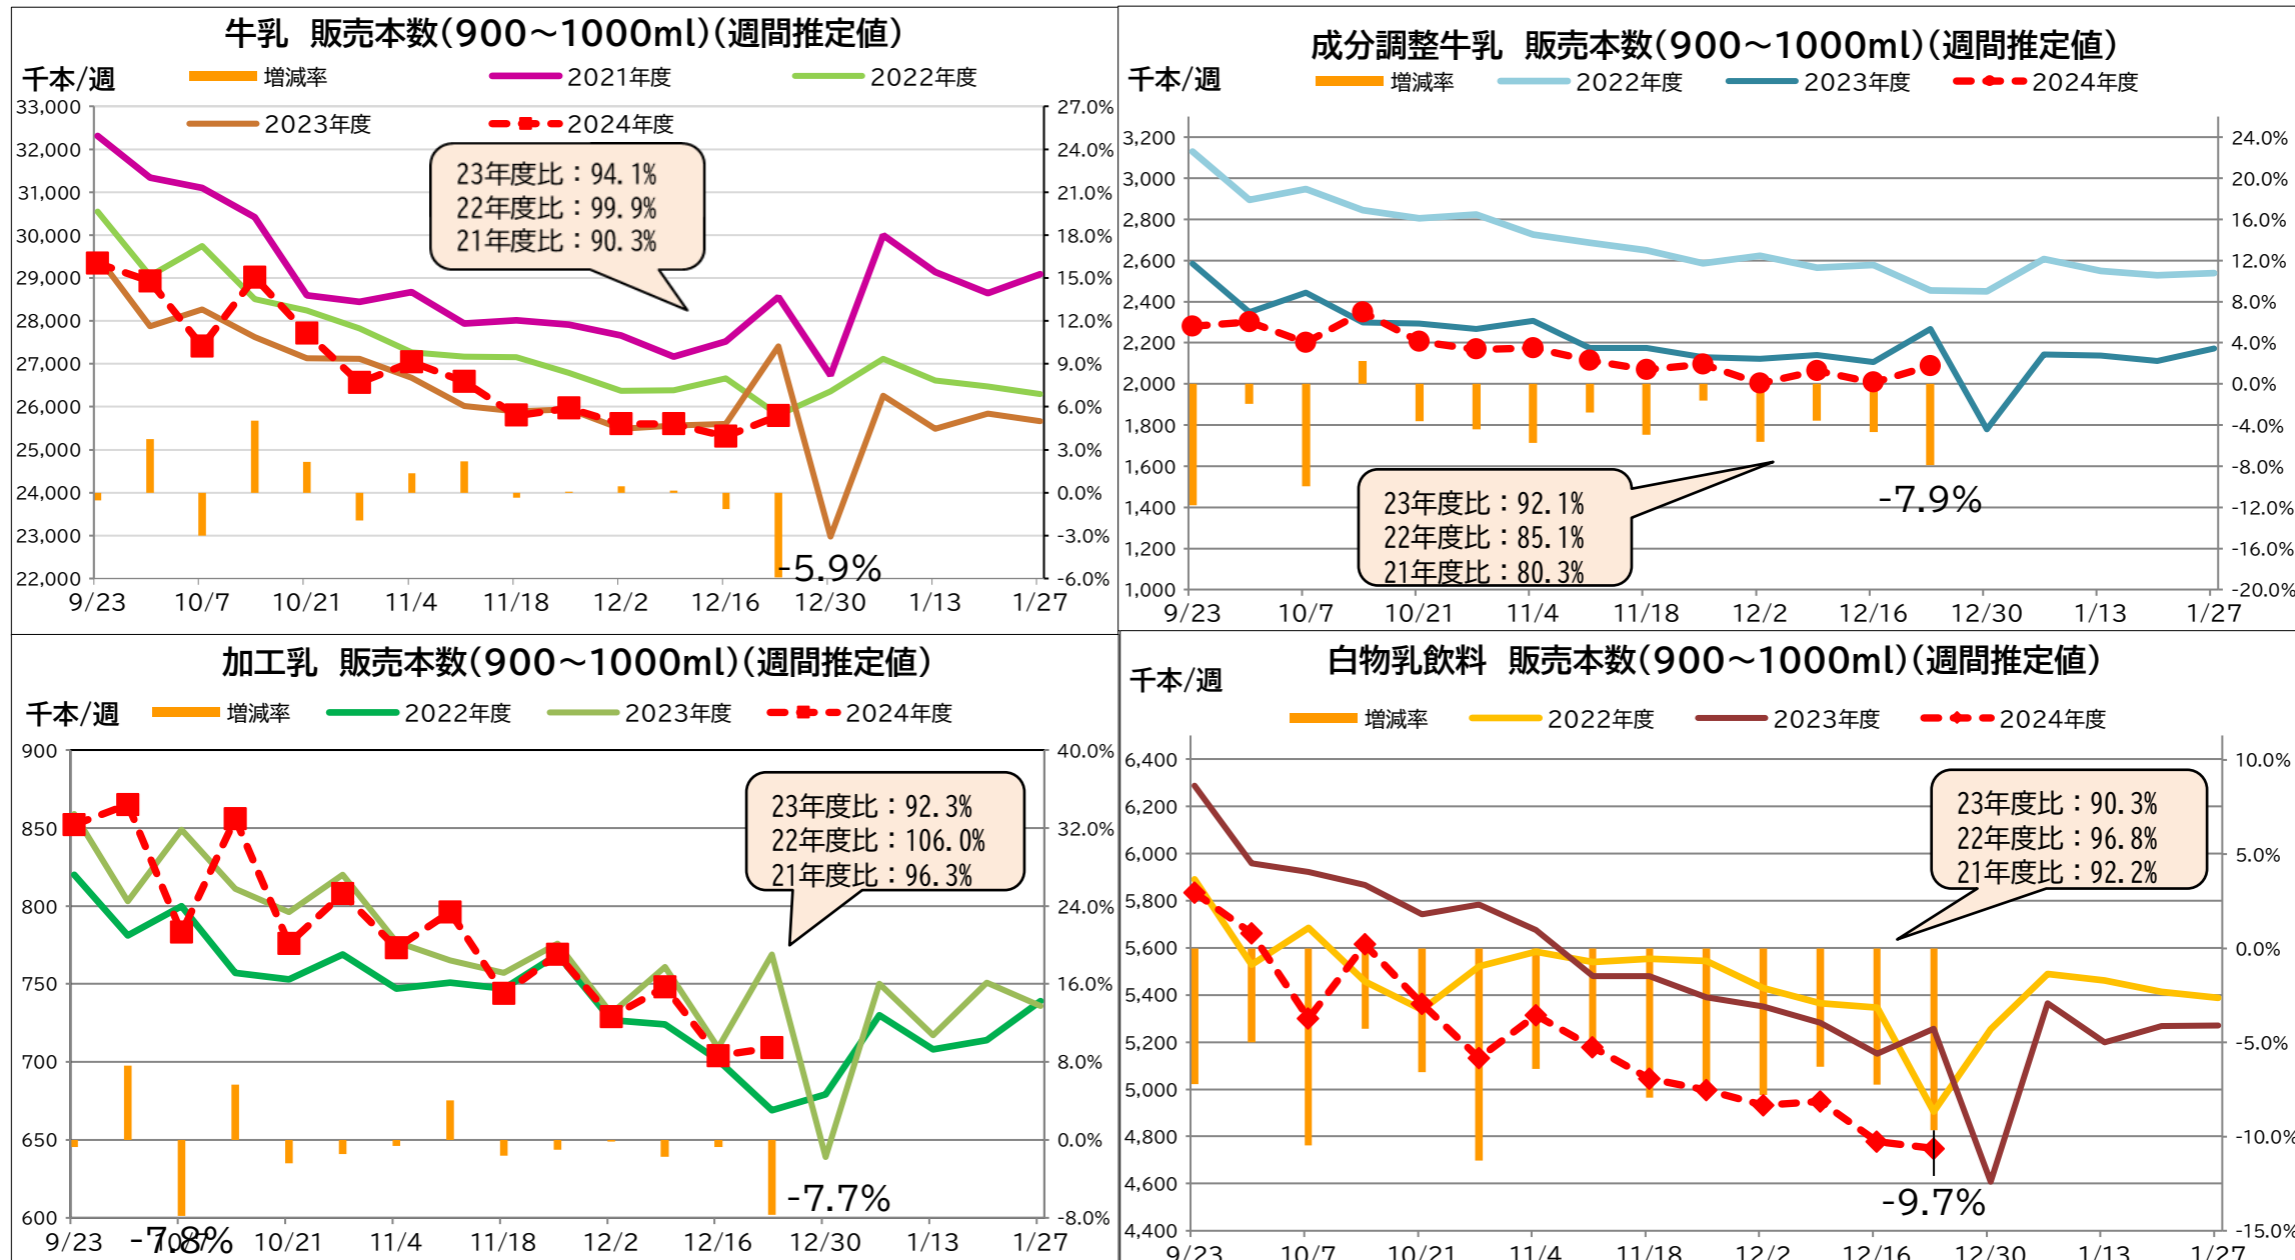 牛乳 販売本数(900～1000ml)(週間推定値)
千本/週
増減率
2021年度
2022年度
2023年度
2024年度
33,000
32,000
31,000
30,000
29,000
28,000
27,000
26,000
25,000
24,000
23,000
22,000
27.0%
24.0%
21.0%
18.0%
15.0%
12.0%
9.0%
6.0%
3.0%
0.0%
-3.0%
-6.0%
23年度比：94.1%
22年度比：99.9%
21年度比：90.3%
-5.9%
9/23 10/7 10/21 11/4 11/18 12/2 12/16 12/30 1/13 1/27
成分調整牛乳 販売本数(900～1000ml)(週間推定値)
千本/週
増減率
2022年度
2023年度
2024年度
3,200
3,000
2,800
2,600
2,400
2,200
2,000
1,800
1,600
1,400
1,200
1,000
24.0%
20.0%
16.0%
12.0%
8.0%
4.0%
0.0%
-4.0%
-8.0%
-12.0%
-16.0%
-20.0%
23年度比：92.1%
22年度比：85.1%
21年度比：80.3%
-7.9%
9/23 10/7 10/21 11/4 11/18 12/2 12/16 12/30 1/13 1/27
加工乳 販売本数(900～1000ml)(週間推定値)
千本/週
増減率
2022年度
2023年度
2024年度
900
850
800
750
700
650
600
40.0%
32.0%
24.0%
16.0%
8.0%
0.0%
-8.0%
23年度比：92.3%
22年度比：106.0%
21年度比：96.3%
-7.7%
-7.8%
9/23 10/7 10/21 11/4 11/18 12/2 12/16 12/30 1/13 1/27
白物乳飲料 販売本数(900～1000ml)(週間推定値)
千本/週
増減率
2022年度
2023年度
2024年度
6,400
6,200
6,000
5,800
5,600
5,400
5,200
5,000
4,800
4,600
4,400
10.0%
5.0%
0.0%
-5.0%
-10.0%
-15.0%
23年度比：90.3%
22年度比：96.8%
21年度比：92.2%
-9.7%
9/23 10/7 10/21 11/4 11/18 12/2 12/16 12/30 1/13 1/27